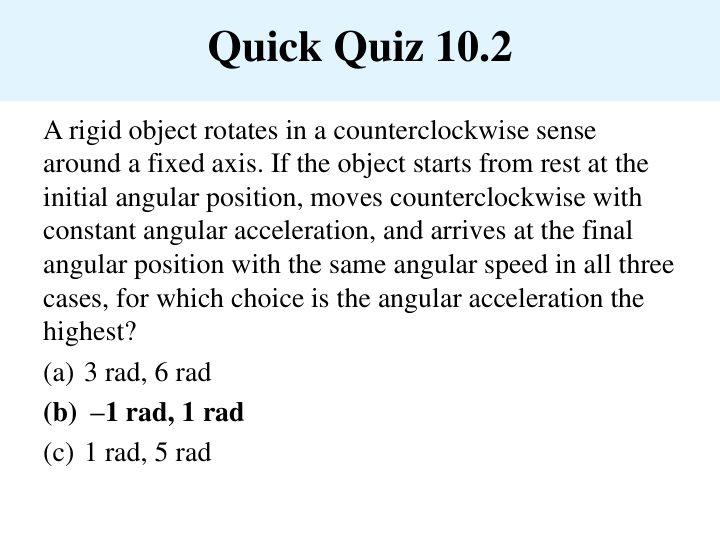 Quick Quiz 10.2
A rigid object rotates in a counterclockwise sense
around a fixed axis. If the object starts from rest at the
initial angular position, moves counterclockwise with
constant angular acceleration, and arrives at the final
angular position with the same angular speed in all three
cases, for which choice is the angular acceleration the
highest?
(a) 3 rad, 6 rad
(b) –1 rad, 1 rad
(c) 1 rad, 5 rad